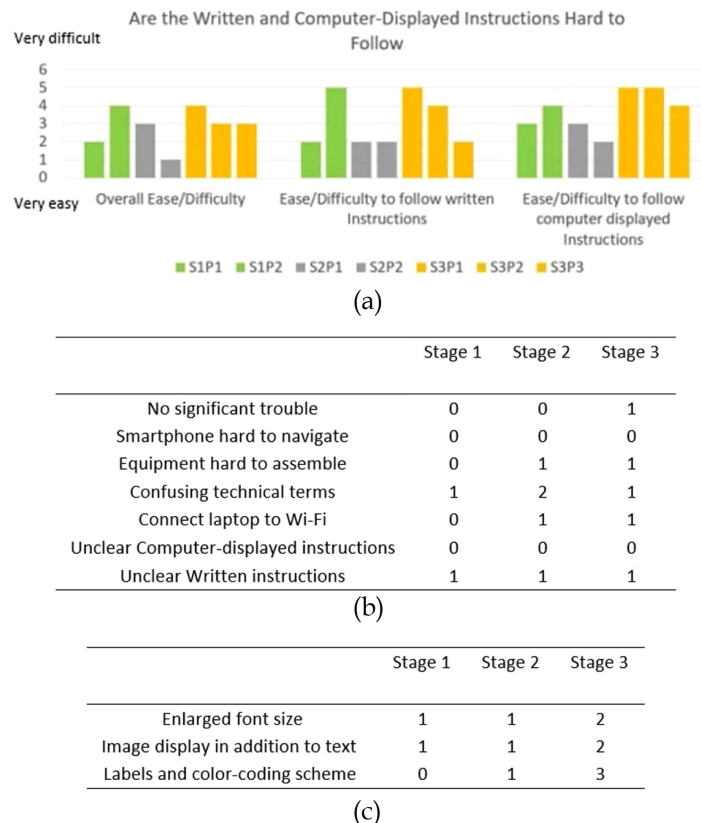 Are the Written and Computer-Displayed Instructions Hard to
Follow
Very difficult
6
5
4
3
2
1
0
Very easy
Overall Ease/Difficulty
Ease/Difficulty to follow written
Instructions
Ease/Difficulty to follow
computer displayed
Instructions
S1P1 S1P2 S2P1 S2P2 S3P1 S3P2 S3P3
(a)
Stage 1 Stage 2 Stage 3
No significant trouble 0 0 1
Smartphone hard to navigate 0 0 0
Equipment hard to assemble 0 1 1
Confusing technical terms 1 2 1
Connect laptop to Wi-Fi 0 1 1
Unclear Computer-displayed instructions 0 0 0
Unclear Written instructions 1 1 1
(b)
Stage 1 Stage 2 Stage 3
Enlarged font size 1 1 2
Image display in addition to text 1 1 2
Labels and color-coding scheme 0 1 3
(c)